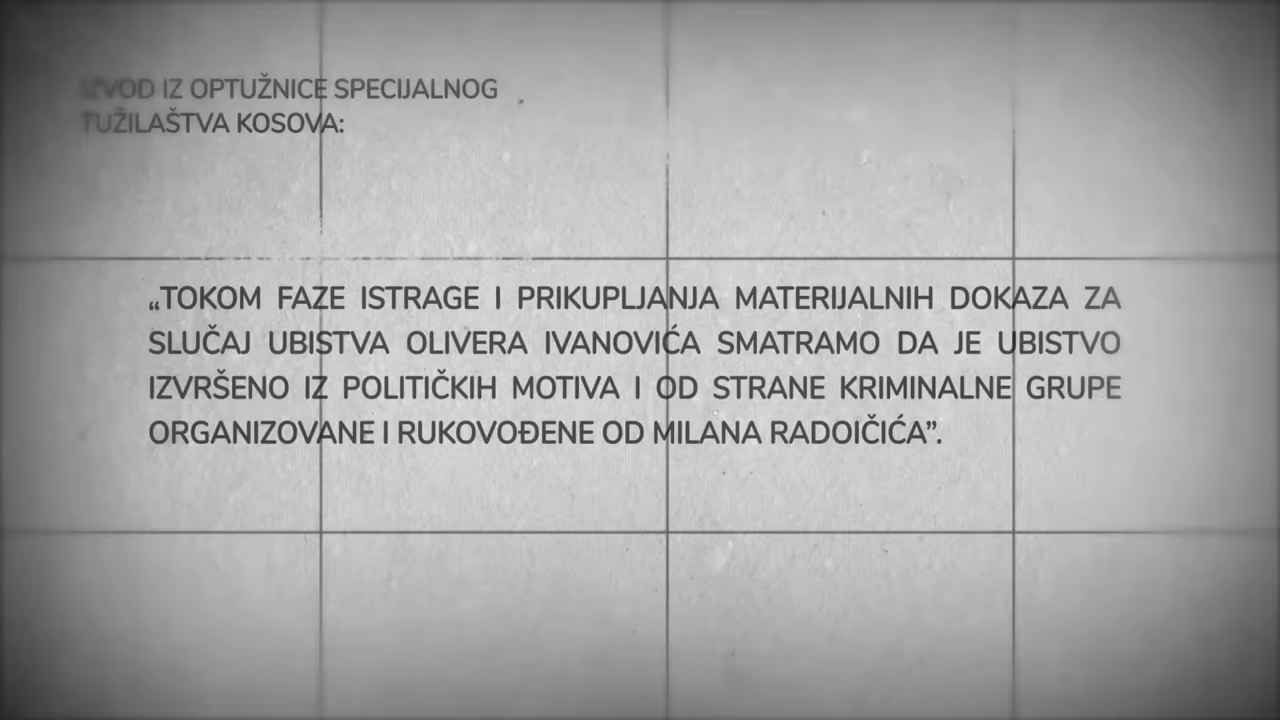 IZVOD IZ OPTUŽNICE SPECIJALNOG
TUŽILAŠTVA KOSOVA:
„TOKOM FAZE ISTRAGE I PRIKUPLJANJA MATERIJALNIH DOKAZA ZA
SLUČAJ UBISTVA OLIVERA IVANOVIĆA SMATRAMO DA JE UBISTVO
IZVRŠENO IZ POLITIČKIH MOTIVA I OD STRANE KRIMINALNE GRUPE
ORGANIZOVANE I RUKOVOĐENE OD MILANA RADOIČIĆA”.